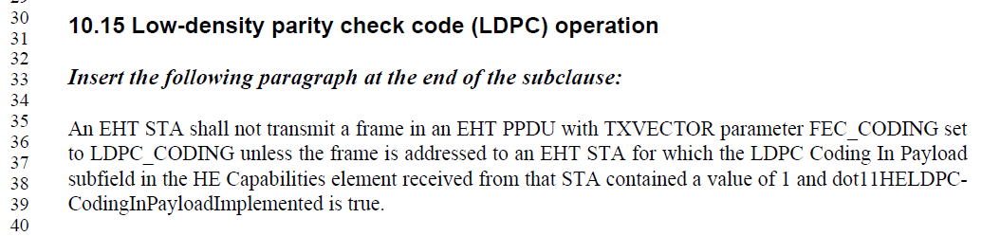 30
10.15 Low-density parity check code (LDPC) operation
31
32
33
Insert the following paragraph at the end of the subclause:
34
35
An EHT STA shall not transmit a frame in an EHT PPDU with TXVECTOR parameter FEC_CODING set
36
to LDPC_CODING unless the frame is addressed to an EHT STA for which the LDPC Coding In Payload
37
subfield in the HE Capabilities element received from that STA contained a value of 1 and dot11HELDPC-
38
39
CodingInPayloadImplemented is true.
40